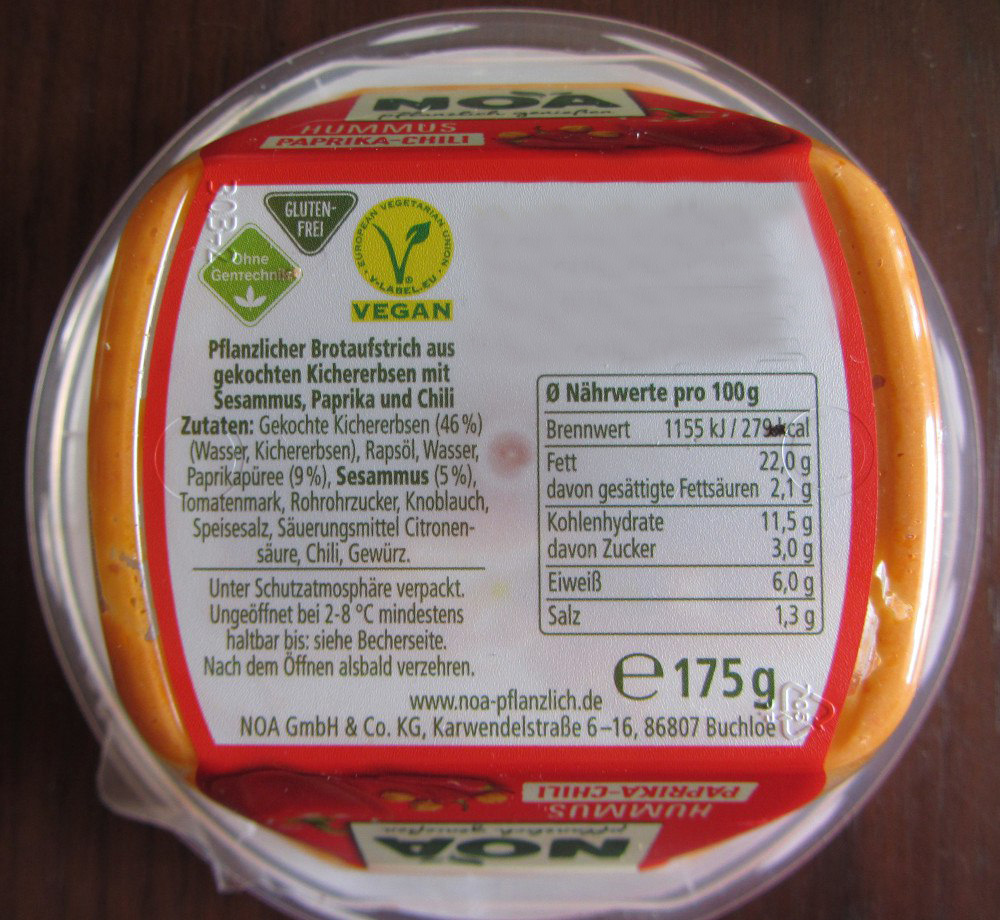 NOA
pflanzlich genießen
HUMMUS
PAPRIKA-CHILI
GLUTEN-
FREI
Ohne
Gentechnik
EUROPEAN VEGETARIAN UNION
V-LABEL.EU
VEGAN
Pflanzlicher Brotaufstrich aus
gekochten Kichererbsen mit
Sesammus, Paprika und Chili
Zutaten: Gekochte Kichererbsen (46 %)
(Wasser, Kichererbsen), Rapsöl, Wasser,
Paprikapüree (9 %), Sesammus (5 %),
Tomatenmark, Rohrohrzucker, Knoblauch,
Speisesalz, Säuerungsmittel Citronen-
säure, Chili, Gewürz.
Unter Schutzatmosphäre verpackt.
Ungeöffnet bei 2-8 °C mindestens
haltbar bis: siehe Becherseite.
Nach dem Öffnen alsbald verzehren.
Ø Nährwerte pro 100g
Brennwert 1155 kJ / 279 kcal
Fett 22,0 g
davon gesättigte Fettsäuren 2,1 g
Kohlenhydrate 11,5 g
davon Zucker 3,0 g
Eiweiß 6,0 g
Salz 1,3 g
e 175 g
www.noa-pflanzlich.de
NOA GmbH & Co. KG, Karwendelstraße 6–16, 86807 Buchloe
PAPRIKA-CHILI
HUMMUS
pflanzlich genießen
NOA